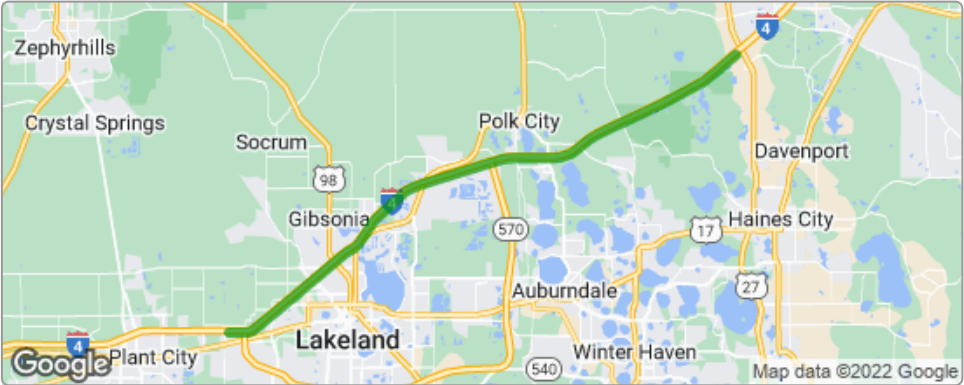 4
Zephyrhills
Polk City
Crystal Springs
Socrum
Davenport
98
4
Gibsonia
570
17
Haines City
27
Auburndale
4
Lakeland
Plant City
Winter Haven
540
Google
Map data ©2022 Google